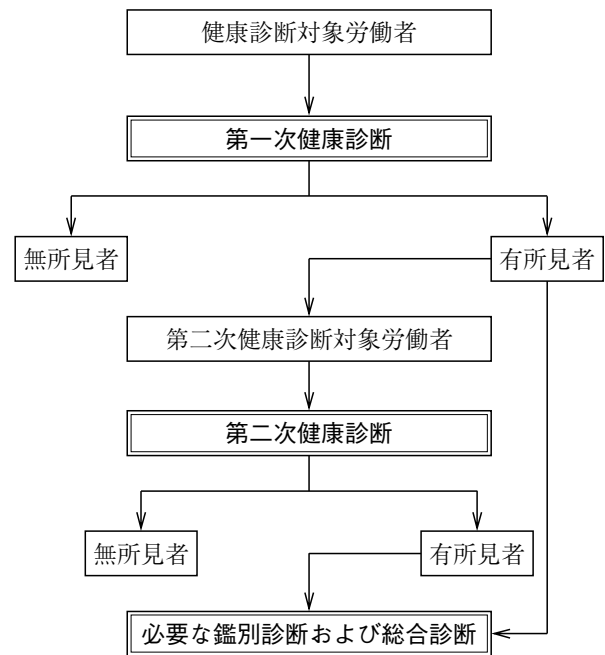 健康診断対象労働者
第一次健康診断
無所見者
有所見者
第二次健康診断対象労働者
第二次健康診断
無所見者
有所見者
必要な鑑別診断および総合診断